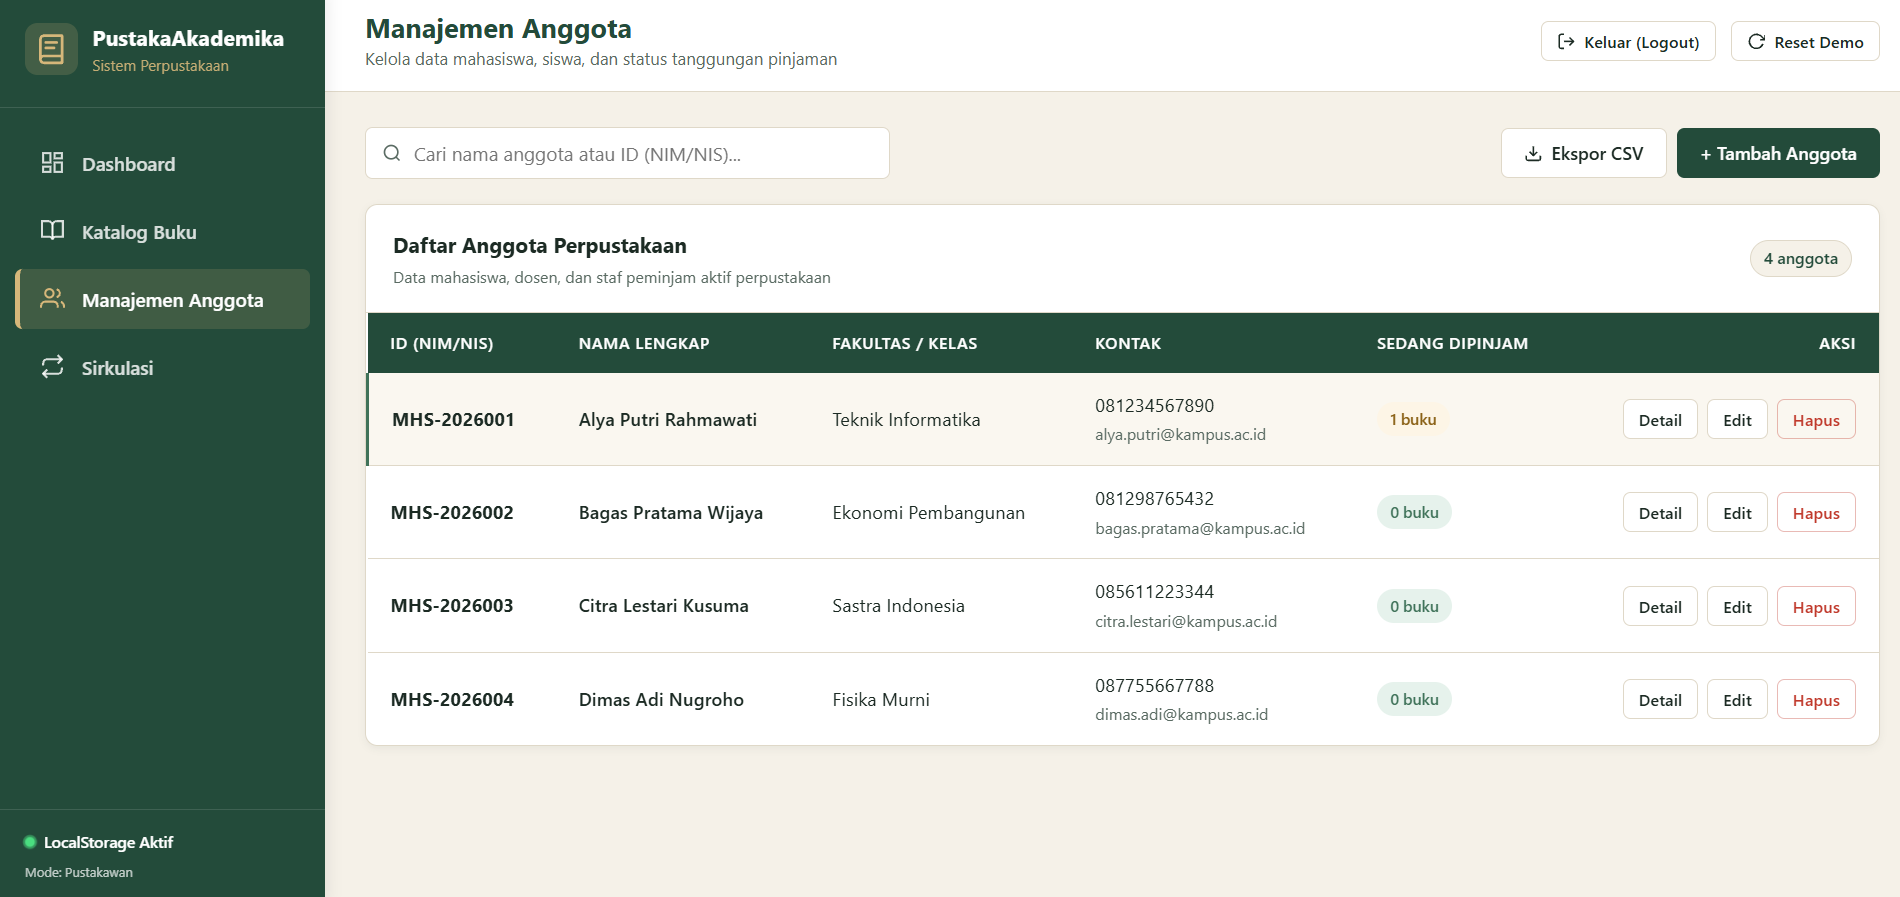 PustakaAkademika
Sistem Perpustakaan
Dashboard
Katalog Buku
Manajemen Anggota
Sirkulasi
LocalStorage Aktif
Mode: Pustakawan
Manajemen Anggota
Kelola data mahasiswa, siswa, dan status tanggungan pinjaman
Keluar (Logout)
Reset Demo
Cari nama anggota atau ID (NIM/NIS)...
Ekspor CSV
+ Tambah Anggota
Daftar Anggota Perpustakaan
Data mahasiswa, dosen, dan staf peminjam aktif perpustakaan
4 anggota
ID (NIM/NIS) NAMA LENGKAP FAKULTAS / KELAS KONTAK SEDANG DIPINJAM AKSI
MHS-2026001 Alya Putri Rahmawati Teknik Informatika 081234567890 1 buku Detail Edit Hapus
alya.putri@kampus.ac.id
MHS-2026002 Bagas Pratama Wijaya Ekonomi Pembangunan 081298765432 0 buku Detail Edit Hapus
bagas.pratama@kampus.ac.id
MHS-2026003 Citra Lestari Kusuma Sastra Indonesia 085611223344 0 buku Detail Edit Hapus
citra.lestari@kampus.ac.id
MHS-2026004 Dimas Adi Nugroho Fisika Murni 087755667788 0 buku Detail Edit Hapus
dimas.adi@kampus.ac.id